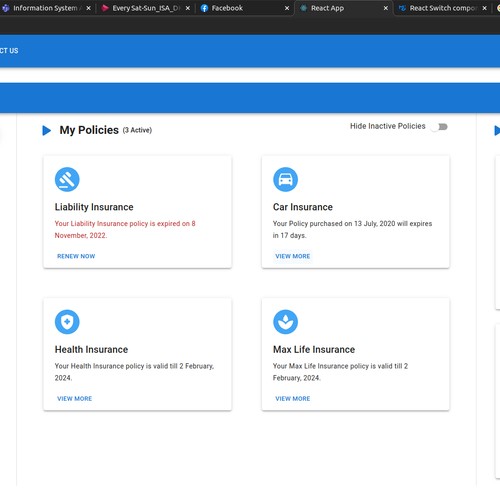 Information System A
Every Sat-Sun_ISA_D
Facebook
React App
React Switch compor
CT US
My Policies (3 Active)
Hide Inactive Policies
Liability Insurance
Your Liability Insurance policy is expired on 8
November, 2022.
RENEW NOW
Car Insurance
Your Policy purchased on 13 July, 2020 will expires
in 17 days.
VIEW MORE
Health Insurance
Your Health Insurance policy is valid till 2 February,
2024.
VIEW MORE
Max Life Insurance
Your Max Life Insurance policy is valid till 2
February, 2024.
VIEW MORE